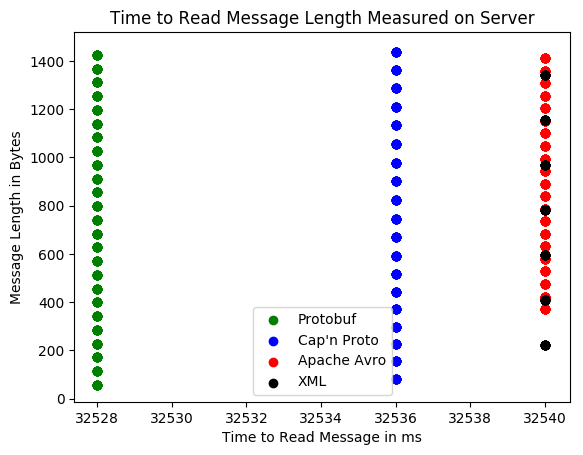 Time to Read Message Length Measured on Server
Message Length in Bytes
1400
1200
1000
800
600
400
200
0
Protobuf
Cap'n Proto
Apache Avro
XML
32528 32530 32532 32534 32536 32538 32540
Time to Read Message in ms